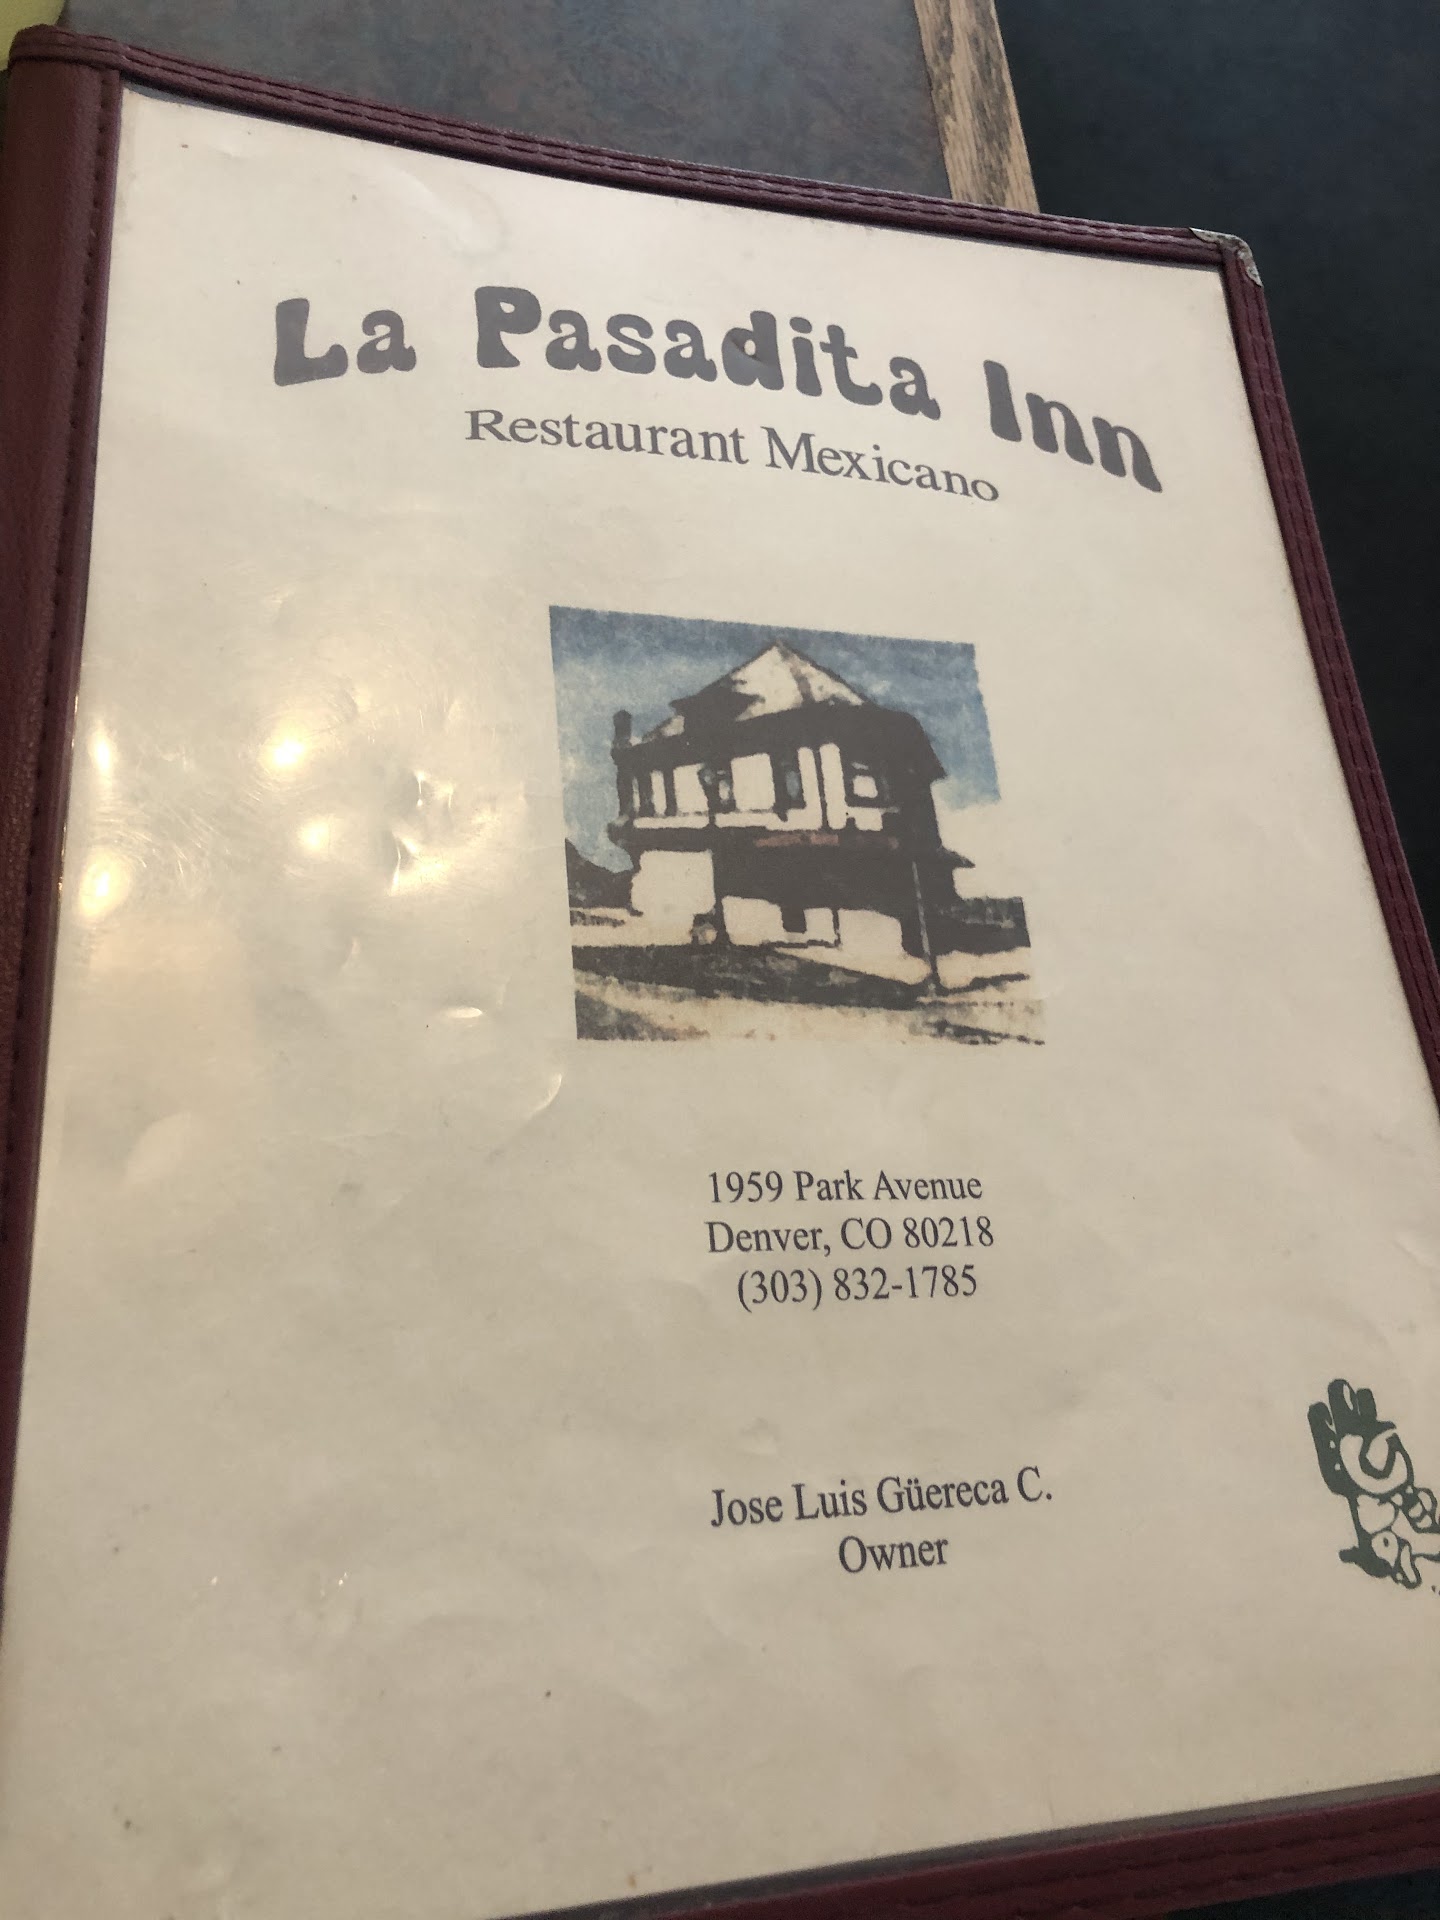 La Pasadita Inn
Restaurant Mexicano
1959 Park Avenue
Denver, CO 80218
(303) 832-1785
Jose Luis Güereca C.
Owner